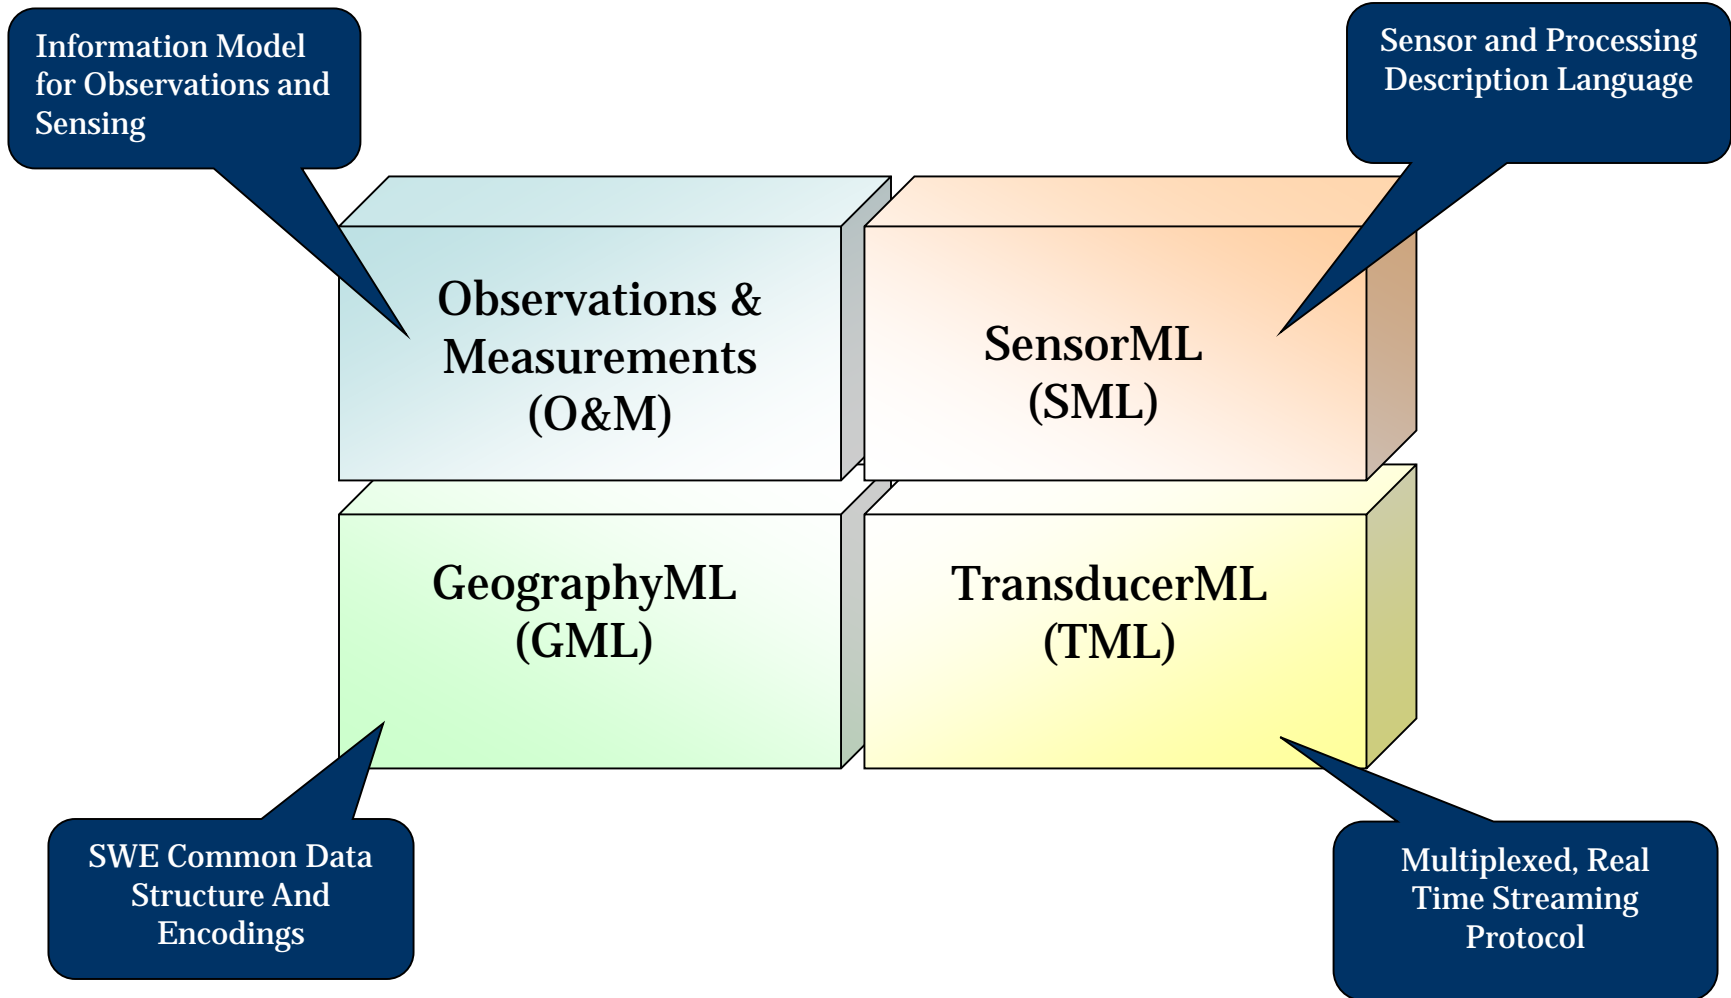 Information Model
for Observations and
Sensing
Sensor and Processing
Description Language
Observations &
Measurements
(O&M)
SensorML
(SML)
GeographyML
(GML)
TransducerML
(TML)
SWE Common Data
Structure And
Encodings
Multiplexed, Real
Time Streaming
Protocol